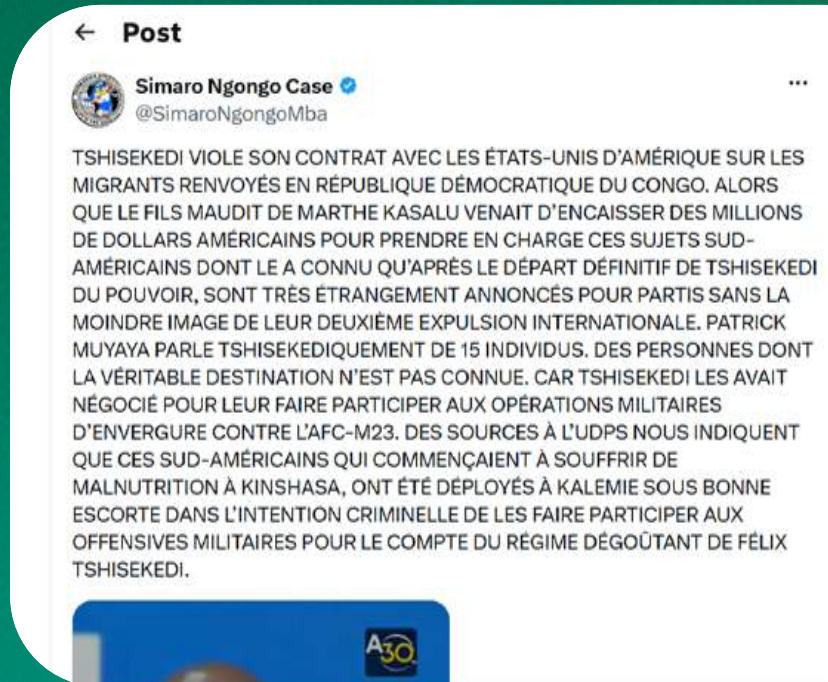 ← Post
Simaro Ngongo Case
@SimaroNgongoMba
TSHISEKEDI VIOLE SON CONTRAT AVEC LES ÉTATS-UNIS D'AMÉRIQUE SUR LES
MIGRANTS RENVOYÉS EN RÉPUBLIQUE DÉMOCRATIQUE DU CONGO. ALORS
QUE LE FILS MAUDIT DE MARTHE KASALU VENAIT D'ENCAISSER DES MILLIONS
DE DOLLARS AMÉRICAINS POUR PRENDRE EN CHARGE CES SUJETS SUD-
AMÉRICAINS DONT LE A CONNU QU'APRÈS LE DÉPART DÉFINITIF DE TSHISEKEDI
DU POUVOIR, SONT TRÈS ÉTRANGEMENT ANNONCÉS POUR PARTIS SANS LA
MOINDRE IMAGE DE LEUR DEUXIÈME EXPULSION INTERNATIONALE. PATRICK
MUYAYA PARLE TSHISEKEDIQUEMENT DE 15 INDIVIDUS. DES PERSONNES DONT
LA VÉRITABLE DESTINATION N'EST PAS CONNUE. CAR TSHISEKEDI LES AVAIT
NÉGOCIÉ POUR LEUR FAIRE PARTICIPER AUX OPÉRATIONS MILITAIRES
D'ENVERGURE CONTRE L'AFC-M23. DES SOURCES À L'UDPS NOUS INDIQUENT
QUE CES SUD-AMÉRICAINS QUI COMMENÇAIENT À SOUFFRIR DE
MALNUTRITION À KINSHASA, ONT ÉTÉ DÉPLOYÉS À KALEMIE SOUS BONNE
ESCORTE DANS L'INTENTION CRIMINELLE DE LES FAIRE PARTICIPER AUX
OFFENSIVES MILITAIRES POUR LE COMPTE DU RÉGIME DÉGOÛTANT DE FÉLIX
TSHISEKEDI.
A30